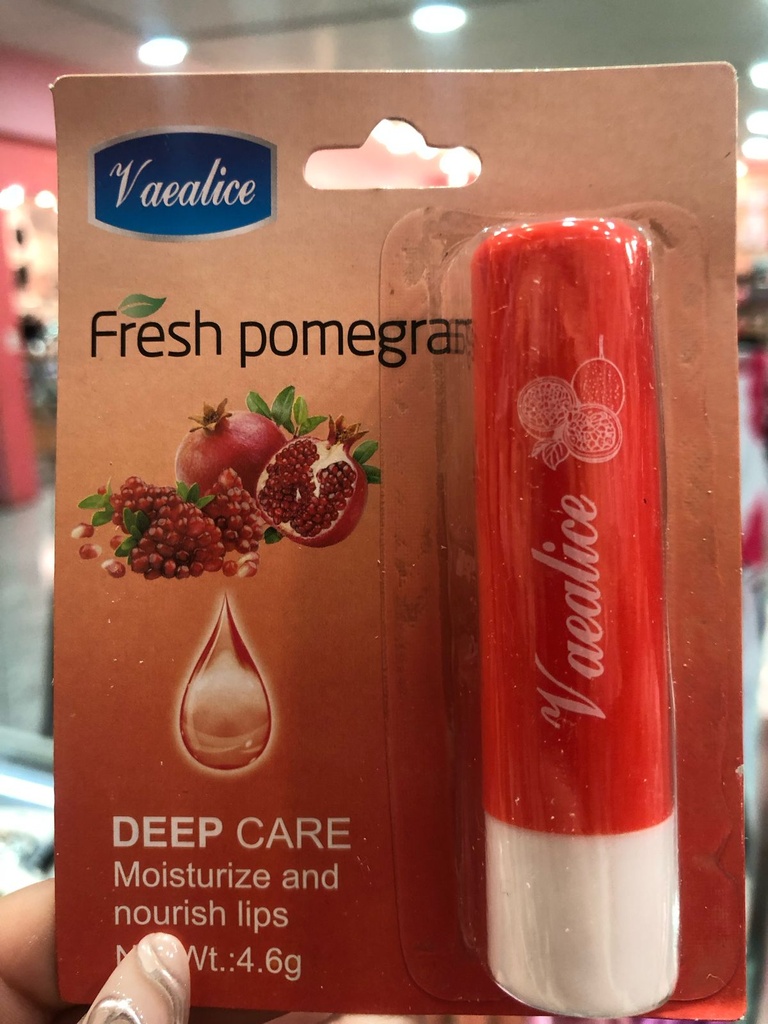 Vaealice
Fresh pomegra
Vaealice
DEEP CARE
Moisturize and
nourish lips
Wt.:4.6g